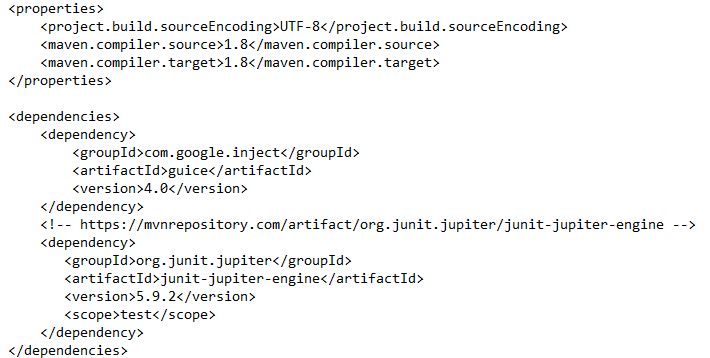 <properties>
    <project.build.sourceEncoding>UTF-8</project.build.sourceEncoding>
    <maven.compiler.source>1.8</maven.compiler.source>
    <maven.compiler.target>1.8</maven.compiler.target>
</properties>

<dependencies>
    <dependency>
        <groupId>com.google.inject</groupId>
        <artifactId>guice</artifactId>
        <version>4.0</version>
    </dependency>
    <!-- https://mvnrepository.com/artifact/org.junit.jupiter/junit-jupiter-engine -->
    <dependency>
       <groupId>org.junit.jupiter</groupId>
       <artifactId>junit-jupiter-engine</artifactId>
       <version>5.9.2</version>
       <scope>test</scope>
    </dependency>
</dependencies>